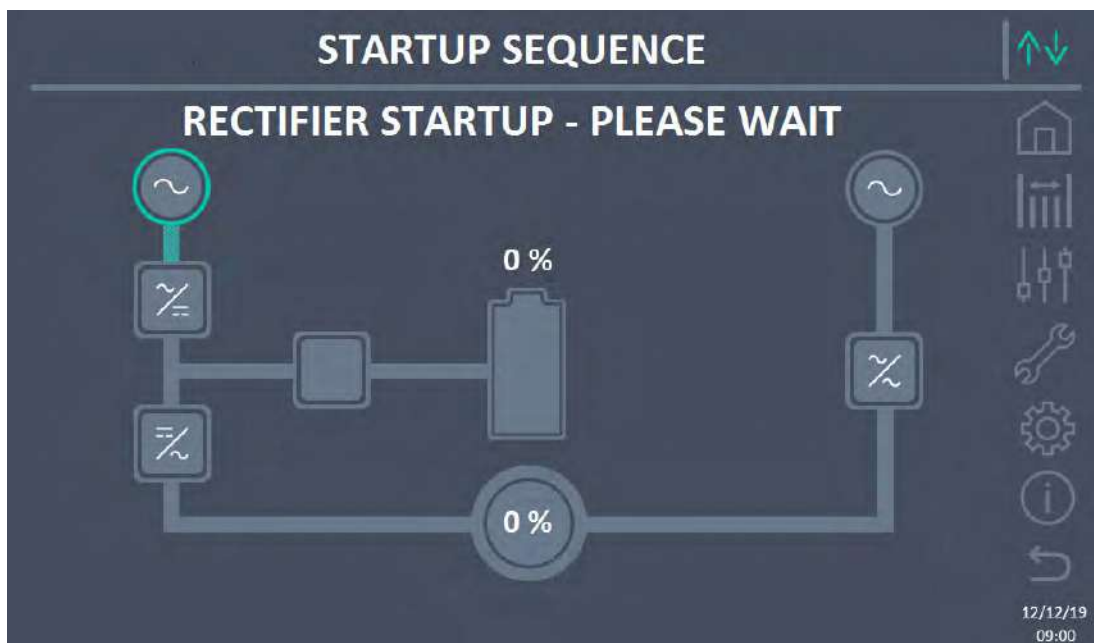 STARTUP SEQUENCE
RECTIFIER STARTUP - PLEASE WAIT
0 %
0 %
12/12/19
09:00